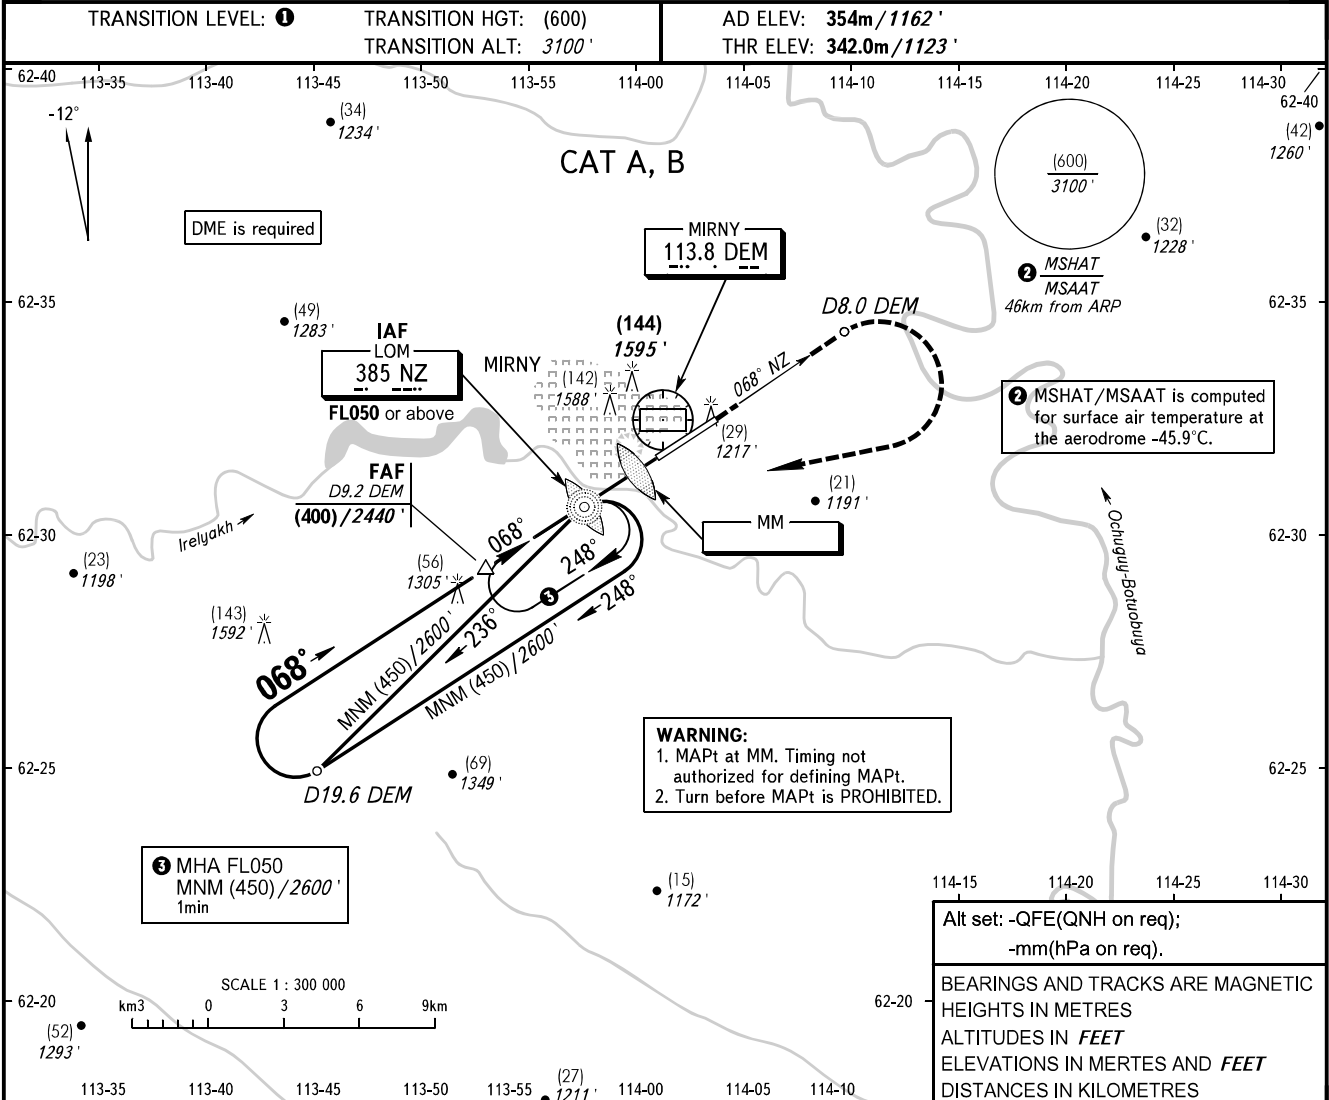 TRANSITION LEVEL: 1
TRANSITION HGT: (600)
TRANSITION ALT: 3100'
AD ELEV: 354m/1162'
THR ELEV: 342.0m/1123'
62-40
113-35
113-40
113-45
113-50
113-55
114-00
114-05
114-10
114-15
114-20
114-25
114-30
62-40
-12°
(34)
1234'
(42)
1260'
CAT A, B
(600)
3100'
DME is required
MIRNY
113.8 DEM
(32)
1228'
2 MSHAT
MSAAT
46km from ARP
62-35
62-35
(49)
1283'
D8.0 DEM
IAF
LOM
385 NZ
FL050 or above
MIRNY
(144)
1595'
(142)
1588'
068° NZ
(29)
1217'
2 MSHAT/MSAAT is computed
for surface air temperature at
the aerodrome -45.9°C.
FAF
D9.2 DEM
(400)/2440'
(21)
1191'
MM
Irelyakh
Ochuguy-Botuobuya
62-30
62-30
(23)
1198'
(56)
1305'
068°
248°
248°
3
236°
(143)
1592'
068°
MNM (450)/2600'
MNM (450)/2600'
WARNING:
1. MAPt at MM. Timing not
authorized for defining MAPt.
2. Turn before MAPt is PROHIBITED.
62-25
62-25
D19.6 DEM
(69)
1349'
3 MHA FL050
MNM (450)/2600'
1min
(15)
1172'
114-15
114-20
114-25
114-30
Alt set: -QFE(QNH on req);
-mm(hPa on req).
SCALE 1 : 300 000
km3 0 3 6 9km
62-20
62-20
BEARINGS AND TRACKS ARE MAGNETIC
HEIGHTS IN METRES
ALTITUDES IN FEET
ELEVATIONS IN MERTES AND FEET
DISTANCES IN KILOMETRES
(52)
1293'
(27)
1211'
113-35
113-40
113-45
113-50
113-55
114-00
114-05
114-10